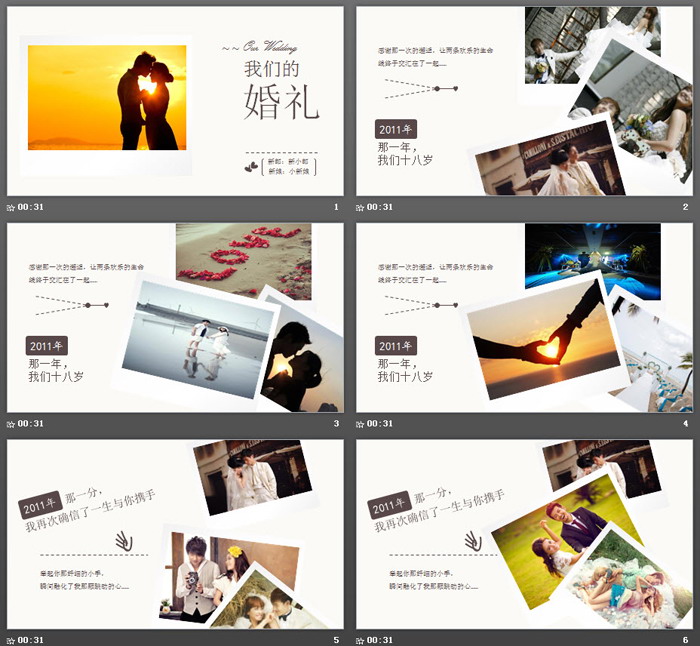 ～～Our Wedding
我们的
婚礼
新郎：新小郎
新娘：小新娘
00:31
1
感谢那一次的邂逅，让两条欢乐的生命
线终于交汇在了一起……
2011年
那一年，
我们十八岁
00:31
2
感谢那一次的邂逅，让两条欢乐的生命
线终于交汇在了一起……
2011年
那一年，
我们十八岁
00:31
3
感谢那一次的邂逅，让两条欢乐的生命
线终于交汇在了一起……
2011年
那一年，
我们十八岁
00:31
4
2011年 那一分，
我再次确信了一生与你携手
牵起你那纤细的小手，
瞬间融化了我那颗跳动的心……
00:31
5
2011年 那一分，
我再次确信了一生与你携手
牵起你那纤细的小手，
瞬间融化了我那颗跳动的心……
00:31
6